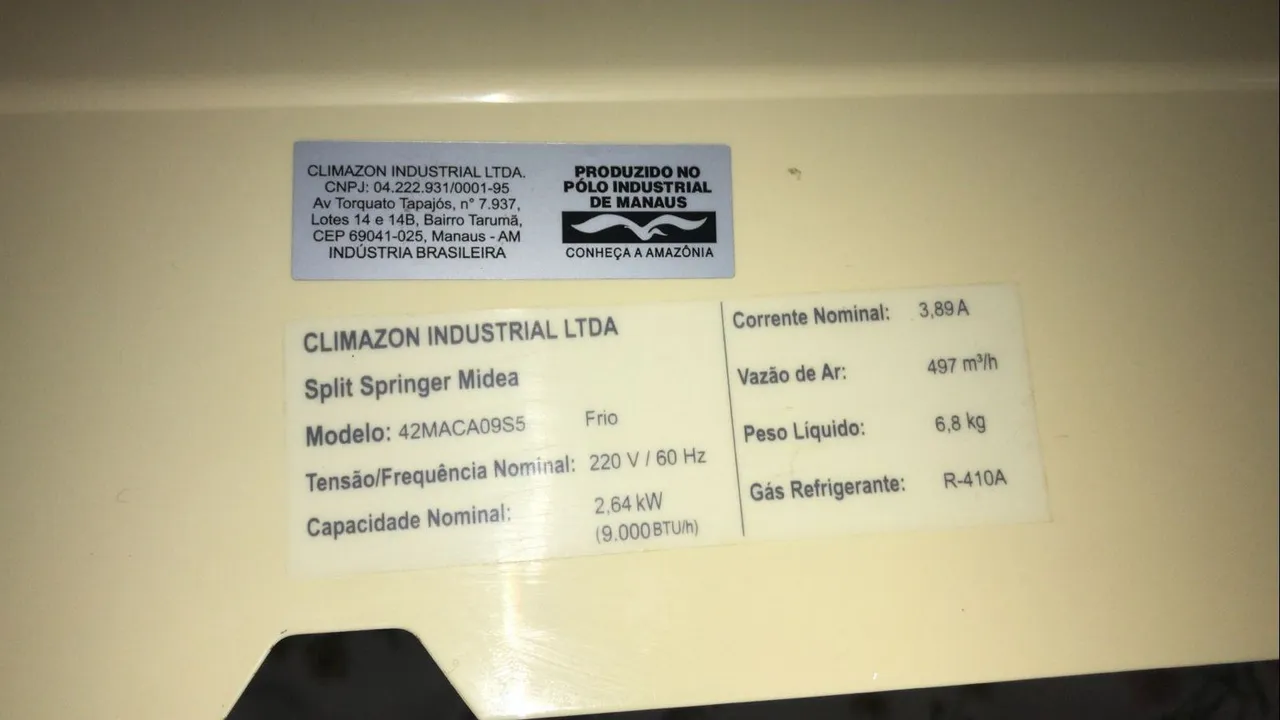 CLIMAZON INDUSTRIAL LTDA.
CNPJ: 04.222.931/0001-95
Av Torquato Tapajós, n° 7.937,
Lotes 14 e 14B, Bairro Tarumã,
CEP 69041-025, Manaus - AM
INDÚSTRIA BRASILEIRA
PRODUZIDO NO
PÓLO INDUSTRIAL
DE MANAUS
CONHEÇA A AMAZÔNIA
CLIMAZON INDUSTRIAL LTDA
Split Springer Midea
Modelo: 42MACA09S5 Frio
Tensão/Frequência Nominal: 220 V / 60 Hz
Capacidade Nominal: 2,64 kW
(9.000 BTU/h)
Corrente Nominal: 3,89 A
Vazão de Ar: 497 m³/h
Peso Líquido: 6,8 kg
Gás Refrigerante: R-410A